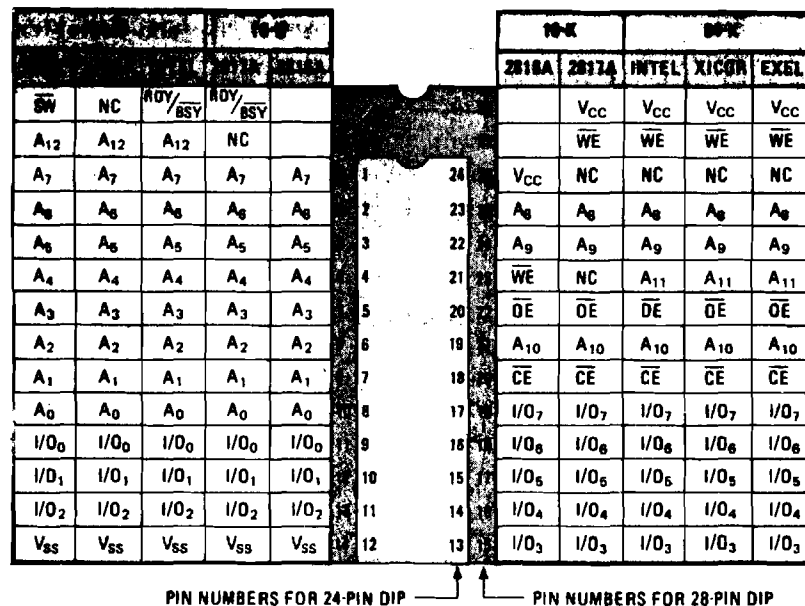 16-K 64-K
2816A 2817A INTEL XICOR EXEL
SW NC RDY/BSY RDY/BSY VCC VCC VCC VCC
A12 A12 A12 NC WE WE WE WE
A7 A7 A7 A7 A7 1 24 VCC NC NC NC NC
A6 A6 A6 A6 A6 2 23 A8 A8 A8 A8 A8
A5 A5 A5 A5 A5 3 22 A9 A9 A9 A9 A9
A4 A4 A4 A4 A4 4 21 WE NC A11 A11 A11
A3 A3 A3 A3 A3 5 20 OE OE OE OE OE
A2 A2 A2 A2 A2 6 19 A10 A10 A10 A10 A10
A1 A1 A1 A1 A1 7 18 CE CE CE CE CE
A0 A0 A0 A0 A0 8 17 I/O7 I/O7 I/O7 I/O7 I/O7
I/O0 I/O0 I/O0 I/O0 I/O0 9 16 I/O6 I/O6 I/O6 I/O6 I/O6
I/O1 I/O1 I/O1 I/O1 I/O1 10 15 I/O5 I/O5 I/O5 I/O5 I/O5
I/O2 I/O2 I/O2 I/O2 I/O2 11 14 I/O4 I/O4 I/O4 I/O4 I/O4
VSS VSS VSS VSS VSS 12 13 I/O3 I/O3 I/O3 I/O3 I/O3
PIN NUMBERS FOR 24-PIN DIP PIN NUMBERS FOR 28-PIN DIP